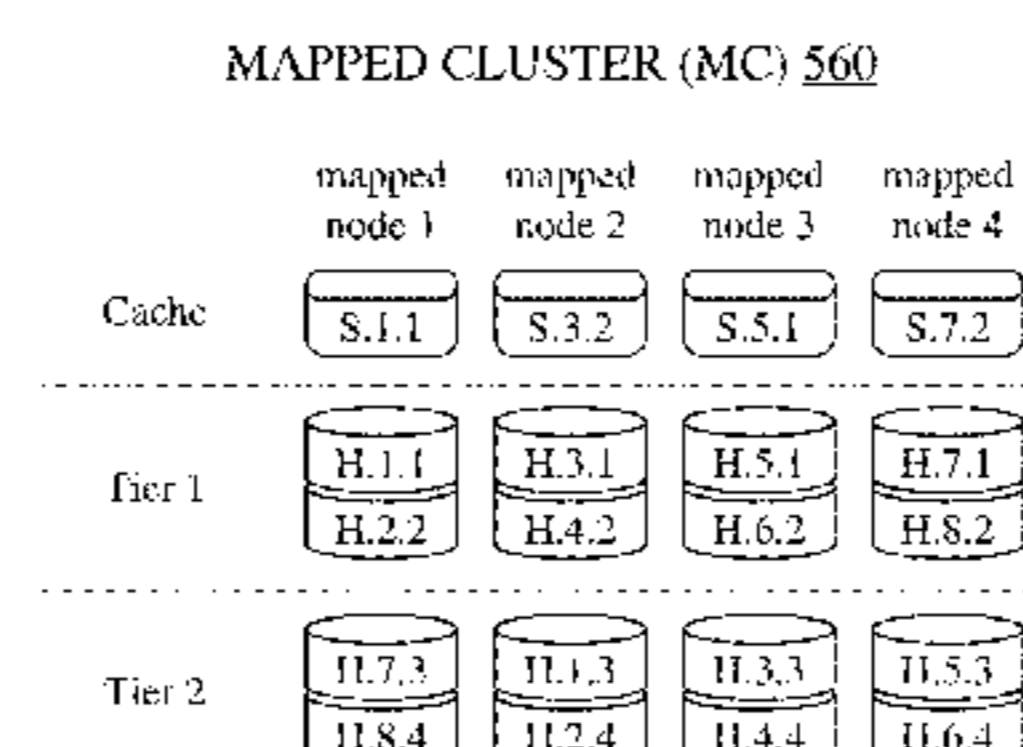 MAPPED CLUSTER (MC) 560
mapped mapped mapped mapped
node 1 node 2 node 3 node 4
Cache S.1.1 S.3.2 S.5.1 S.7.2
H.1.1 H.3.1 H.5.1 H.7.1
Tier 1
H.2.2 H.4.2 H.6.2 H.8.2
H.7.3 H.1.3 H.3.3 H.5.3
Tier 2
H.8.4 H.2.4 H.4.4 H.6.4